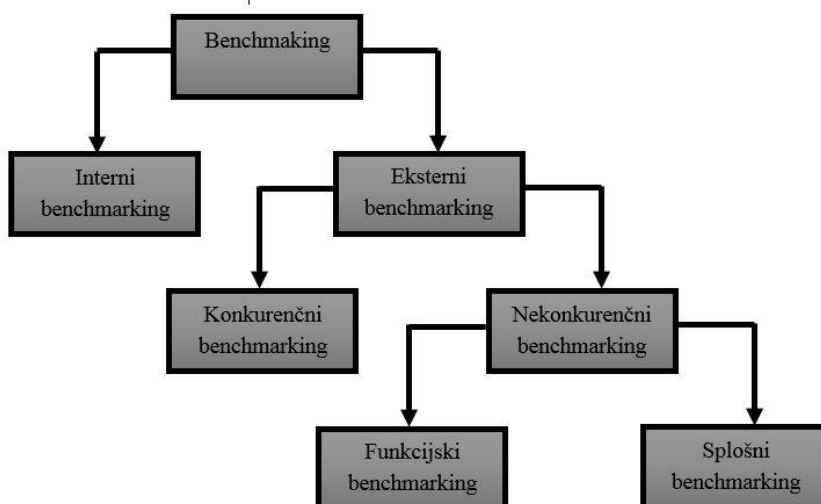 Benchmaking
Interni
benchmarking
Eksterni
benchmarking
Konkurenčni
benchmarking
Nekonkurenčni
benchmarking
Funkcijski
benchmarking
Splošni
benchmarking